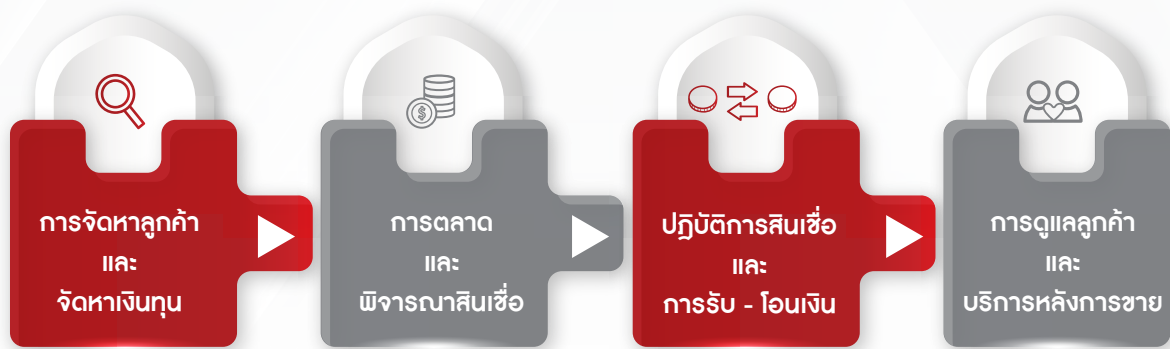 การจัดหาลูกค้า
และ
จัดหาเงินทุน
การตลาด
และ
พิจารณาสินเชื่อ
ปฏิบัติการสินเชื่อ
และ
การรับ - โอนเงิน
การดูแลลูกค้า
และ
บริการหลังการขาย